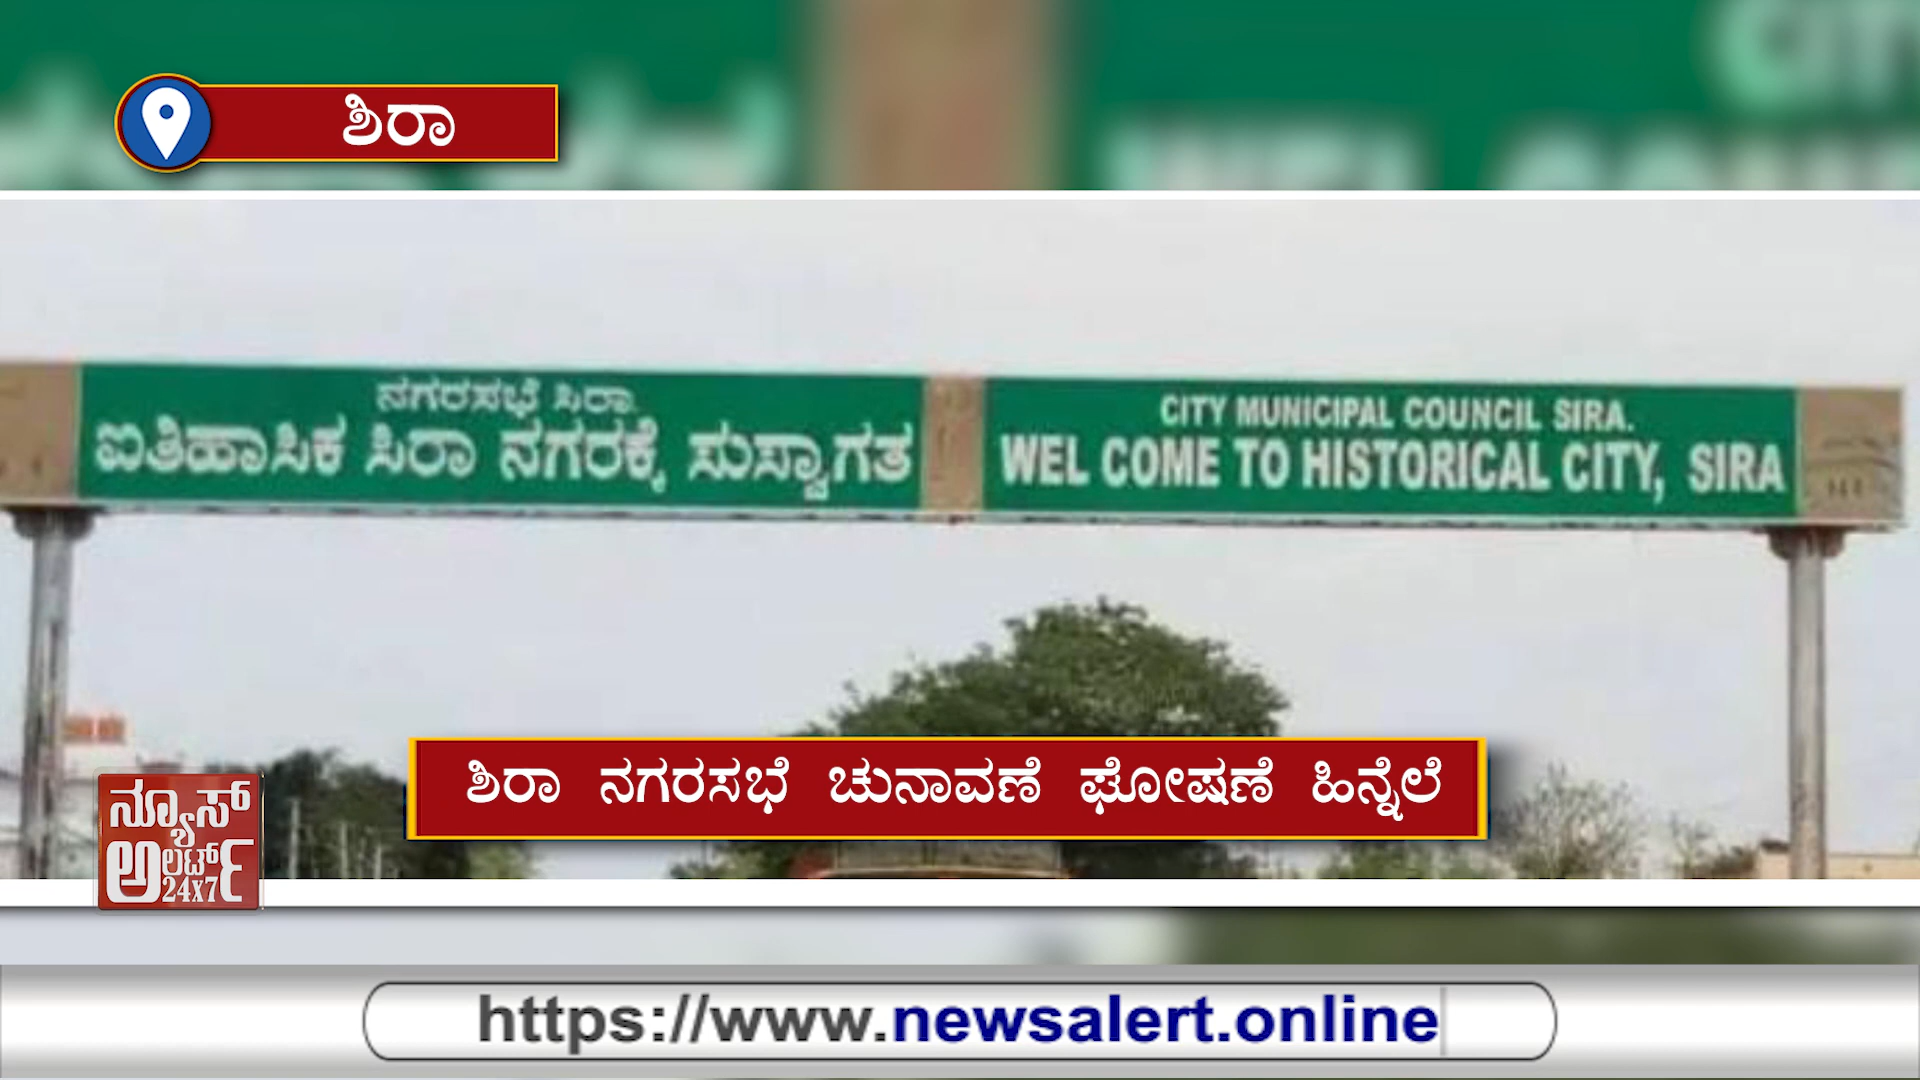 ಶಿರಾ
ನಗರಸಭೆ ಸಿರಾ.
ಐತಿಹಾಸಿಕ ಸಿರಾ ನಗರಕ್ಕೆ ಸುಸ್ವಾಗತ
CITY MUNICIPAL COUNCIL SIRA.
WEL COME TO HISTORICAL CITY, SIRA
ಶಿರಾ ನಗರಸಭೆ ಚುನಾವಣೆ ಘೋಷಣೆ ಹಿನ್ನೆಲೆ
ನ್ಯೂಸ್
ಅಲರ್ಟ್
24x7
https://www.newsalert.online